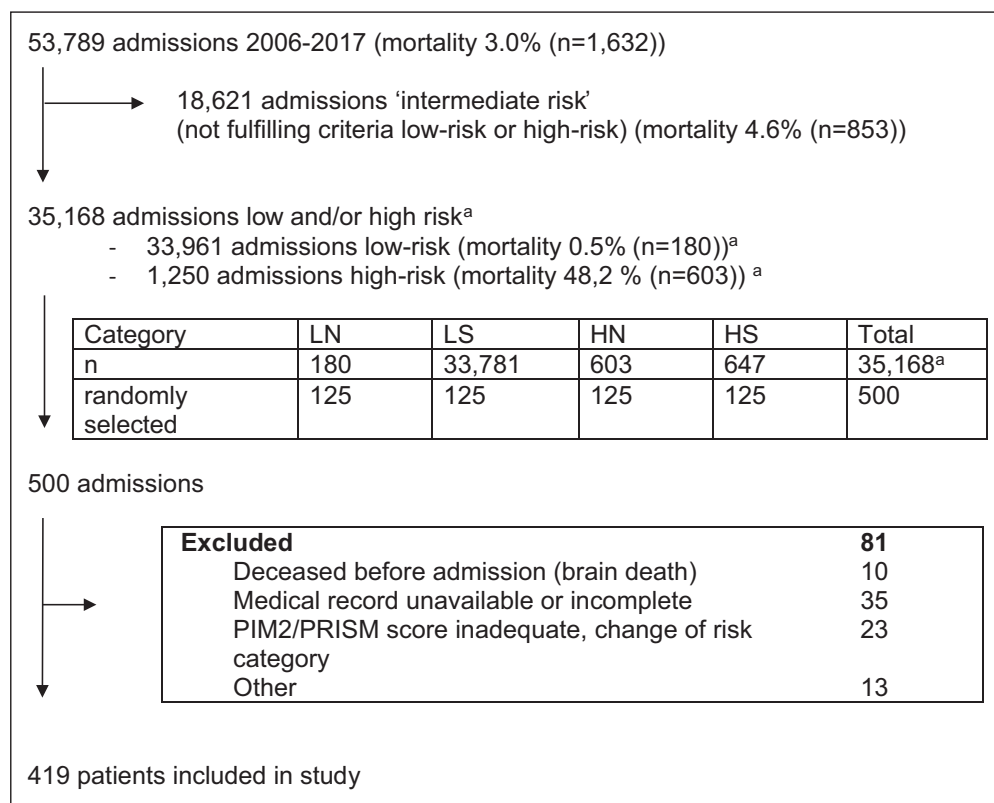 53,789 admissions 2006-2017 (mortality 3.0% (n=1,632))
18,621 admissions ‘intermediate risk’
(not fulfilling criteria low-risk or high-risk) (mortality 4.6% (n=853))
35,168 admissions low and/or high riskᵃ
- 33,961 admissions low-risk (mortality 0.5% (n=180))ᵃ
- 1,250 admissions high-risk (mortality 48,2 % (n=603)) ᵃ
Category LN LS HN HS Total
n 180 33,781 603 647 35,168ᵃ
randomly 125 125 125 125 500
selected
500 admissions
Excluded 81
Deceased before admission (brain death) 10
Medical record unavailable or incomplete 35
PIM2/PRISM score inadequate, change of risk 23
category
Other 13
419 patients included in study